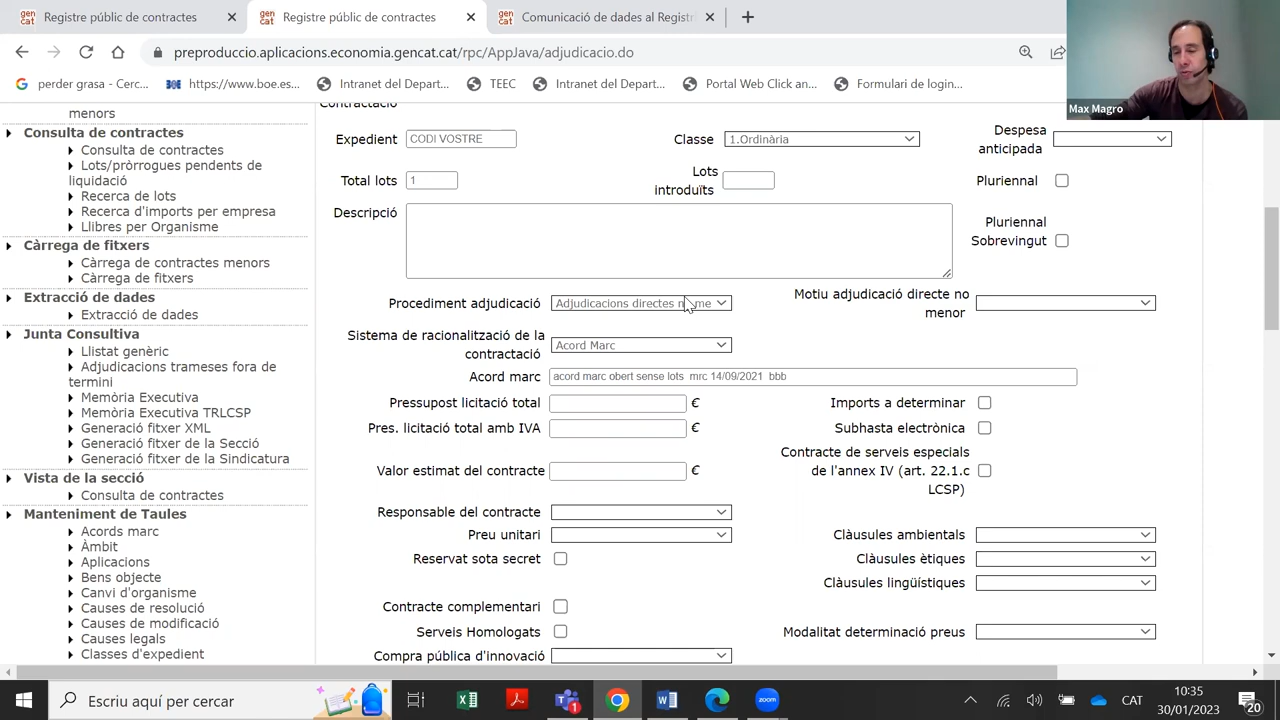 gen
cat
Registre públic de contractes
gen
cat
Registre públic de contractes
gen
cat
Comunicació de dades al Registr
preproduccio.aplicacions.economia.gencat.cat/rpc/AppJava/adjudicacio.do
perder grasa - Cerc...
https://www.boe.es...
Intranet del Depart...
TEEC
Intranet del Depart...
Portal Web Click an...
Formulari de login...
Max Magro
menors
Consulta de contractes
Consulta de contractes
Lots/pròrrogues pendents de
liquidació
Recerca de lots
Recerca d'imports per empresa
Llibres per Organisme
Càrrega de fitxers
Càrrega de contractes menors
Càrrega de fitxers
Extracció de dades
Extracció de dades
Junta Consultiva
Llistat genèric
Adjudicacions trameses fora de
termini
Memòria Executiva
Memòria Executiva TRLCSP
Generació fitxer XML
Generació fitxer de la Secció
Generació fitxer de la Sindicatura
Vista de la secció
Consulta de contractes
Manteniment de Taules
Acords marc
Àmbit
Aplicacions
Bens objecte
Canvi d'organisme
Causes de resolució
Causes de modificació
Causes legals
Classes d'expedient
Contractació
Expedient CODI VOSTRE Classe 1.Ordinària Despesa
anticipada
Total lots 1 Lots
introduïts Pluriennal
Descripció Pluriennal
Sobrevingut
Procediment adjudicació Adjudicacions directes no me Motiu adjudicació directe no
menor
Sistema de racionalització de la
contractació Acord Marc
Acord marc acord marc obert sense lots mrc 14/09/2021 bbb
Pressupost licitació total € Imports a determinar
Pres. licitació total amb IVA € Subhasta electrònica
Valor estimat del contracte € Contracte de serveis especials
de l'annex IV (art. 22.1.c
LCSP)
Responsable del contracte
Preu unitari Clàusules ambientals
Reservat sota secret Clàusules ètiques
Clàusules lingüístiques
Contracte complementari
Serveis Homologats Modalitat determinació preus
Compra pública d'innovació
Escriu aquí per cercar
1
zoom
CAT
10:35
30/01/2023
20